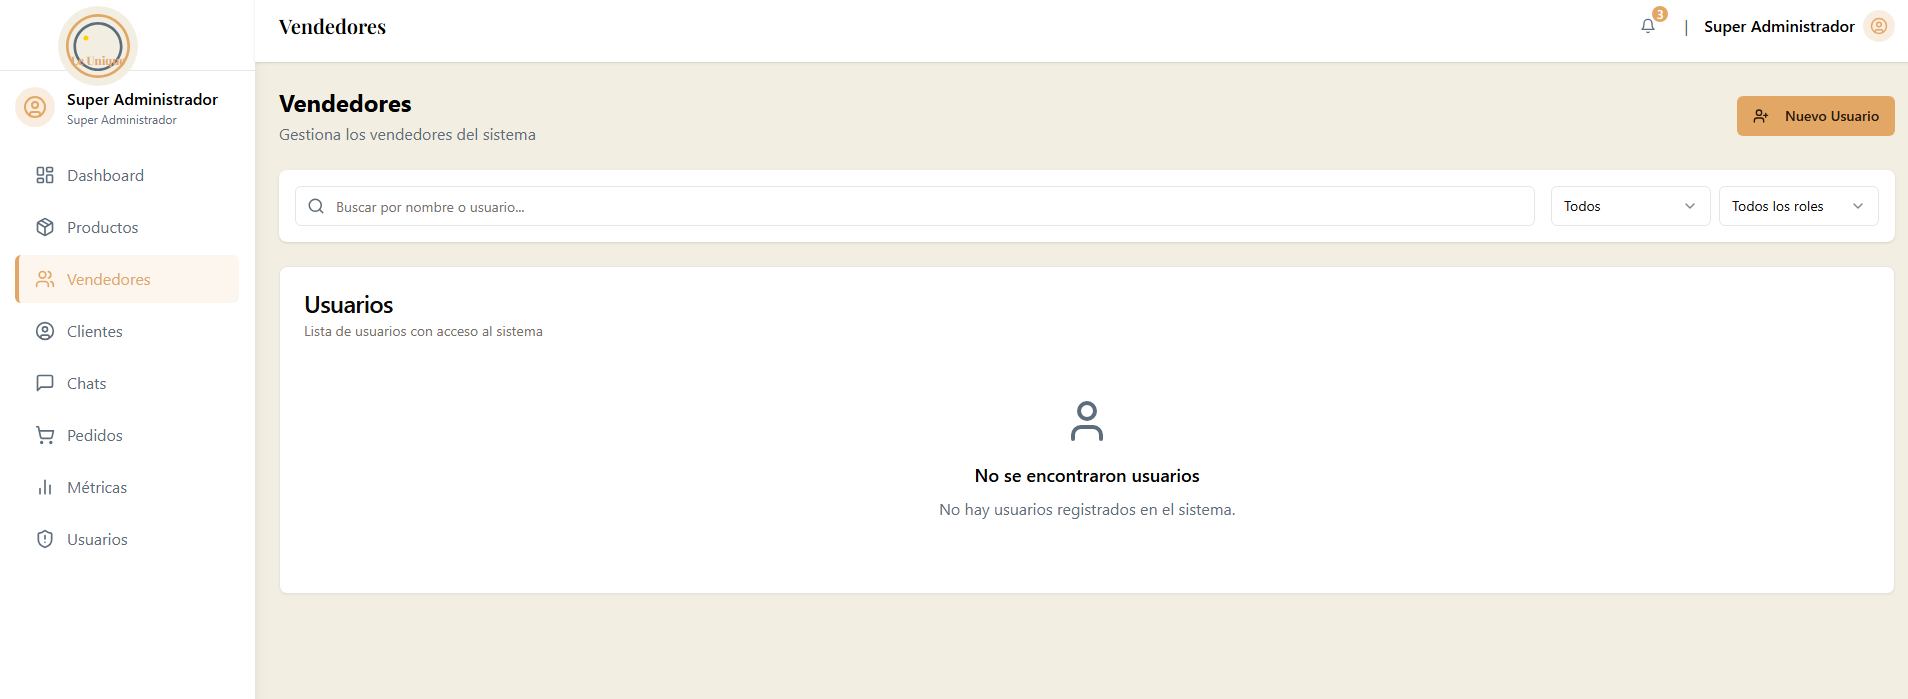 Le Unique
Super Administrador
Super Administrador
Dashboard
Productos
Vendedores
Clientes
Chats
Pedidos
Métricas
Usuarios
Vendedores
3
| Super Administrador
Vendedores
Gestiona los vendedores del sistema
Nuevo Usuario
Buscar por nombre o usuario...
Todos
Todos los roles
Usuarios
Lista de usuarios con acceso al sistema
No se encontraron usuarios
No hay usuarios registrados en el sistema.